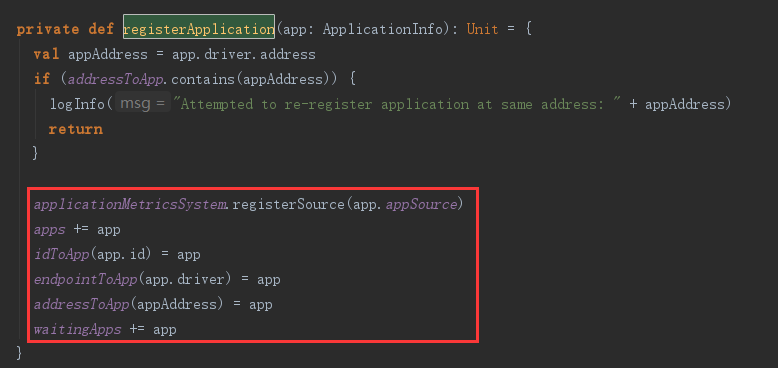 private def registerApplication(app: ApplicationInfo): Unit = {
val appAddress = app.driver.address
if (addressToApp.contains(appAddress)) {
logInfo( msg = "Attempted to re-register application at same address: " + appAddress)
return
}
applicationMetricsSystem.registerSource(app.appSource)
apps += app
idToApp(app.id) = app
endpointToApp(app.driver) = app
addressToApp(appAddress) = app
waitingApps += app
}